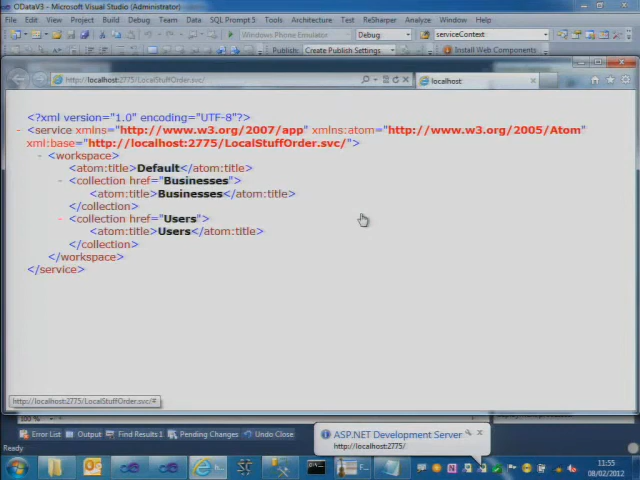 ODataV3 - Microsoft Visual Studio (Administrator)
File Edit View Project Build Debug Team Data SQL Prompt 5 Tools Architecture Test ReSharper Analyze Window Help
Windows Phone Emulator Debug serviceContext
Publish: Create Publish Settings Install Web Components
http://localhost:2775/LocalStuffOrder.svc/ localhost
<?xml version="1.0" encoding="UTF-8"?>
- <service xmlns="http://www.w3.org/2007/app" xmlns:atom="http://www.w3.org/2005/Atom"
xml:base="http://localhost:2775/LocalStuffOrder.svc/">
- <workspace>
<atom:title>Default</atom:title>
- <collection href="Businesses">
<atom:title>Businesses</atom:title>
</collection>
- <collection href="Users">
<atom:title>Users</atom:title>
</collection>
</workspace>
</service>
http://localhost:2775/LocalStuffOrder.svc/#
100 %
Error List Output Find Results 1 Pending Changes Undo Close
Ready
ASP.NET Development Server
http://localhost:2775/
11:55
08/02/2012